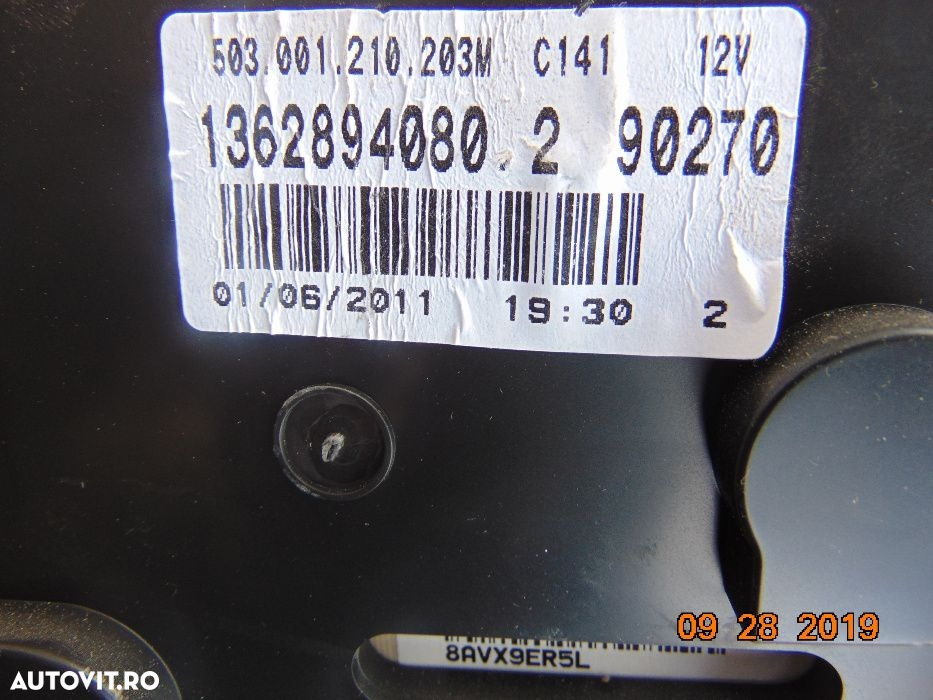 503.001.210.203M C141 12V
1362894080.2 90270
01/06/2011 19:30 2
8AVX9ER5L
09 28 2019
AUTOVIT.RO